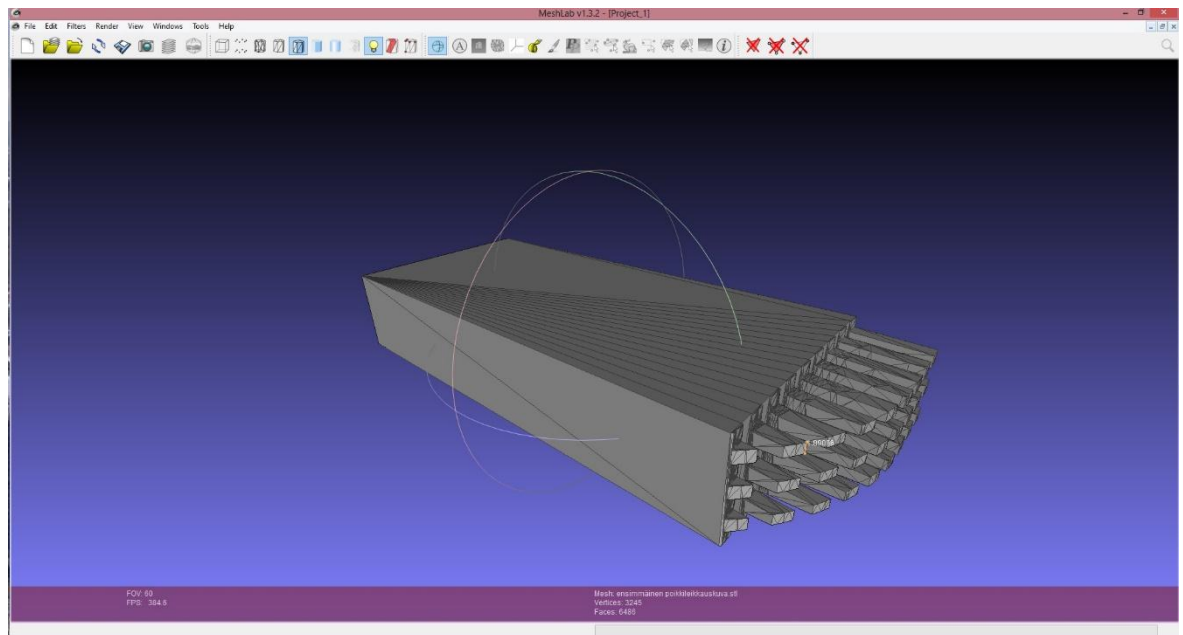 MeshLab v1.3.2 - [Project_1]
File Edit Filters Render View Windows Tools Help
FOV: 60
FPS: 384.6
Mesh: ensimmäinen poikkileikkauskuva.stl
Vertices: 3245
Faces: 6486